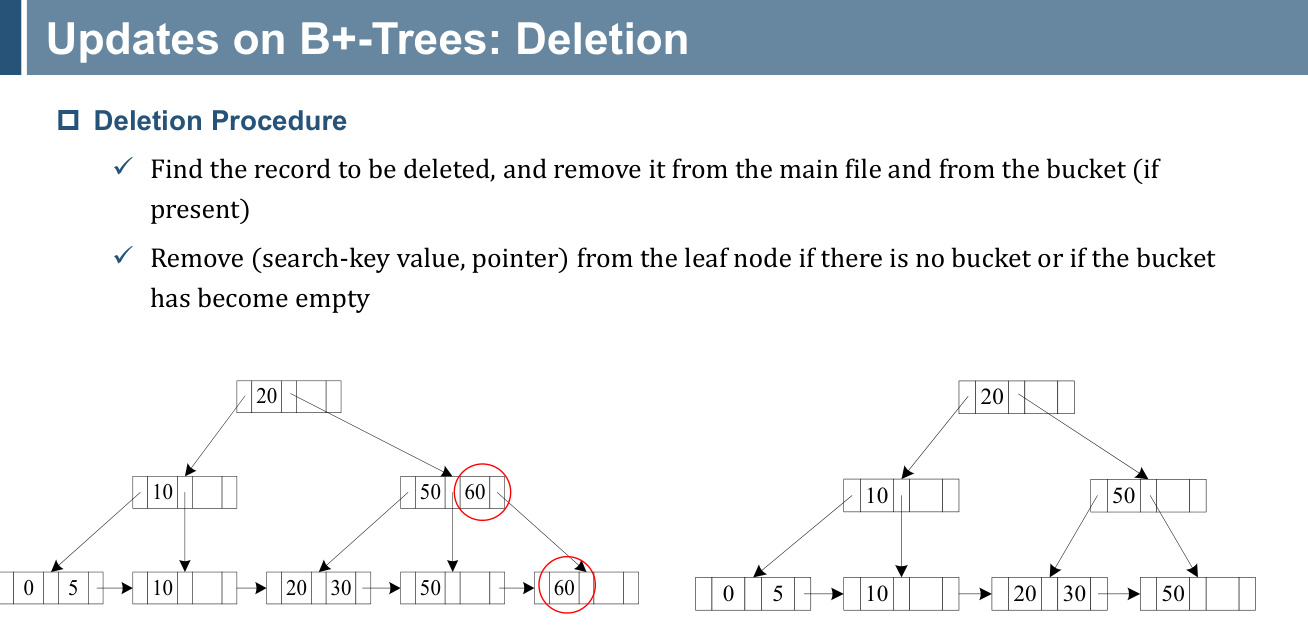 Updates on B+-Trees: Deletion
Deletion Procedure
Find the record to be deleted, and remove it from the main file and from the bucket (if
present)
Remove (search-key value, pointer) from the leaf node if there is no bucket or if the bucket
has become empty
20
10
50 60
0 5
10
20 30
50
60
20
10
50
0 5
10
20 30
50